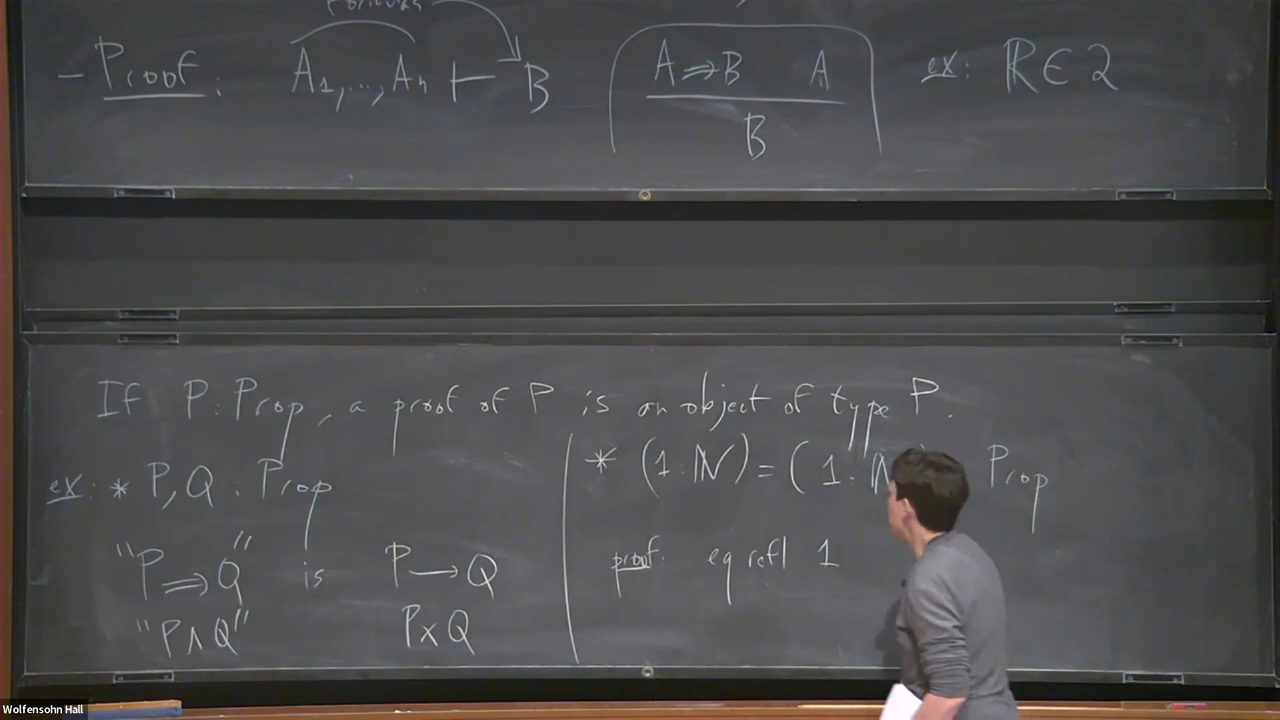 - Proof: A1,..., An ⊢ B
A ⇒ B A
B
ex: ℝ ∈ 2
If P : Prop, a proof of P is an object of type P.
ex: * P, Q : Prop
"P ⇒ Q" is P → Q
"P ∧ Q" P x Q
* (1 : ℕ) = (1 : ℕ Prop
proof: eq refl 1
Wolfensohn Hall